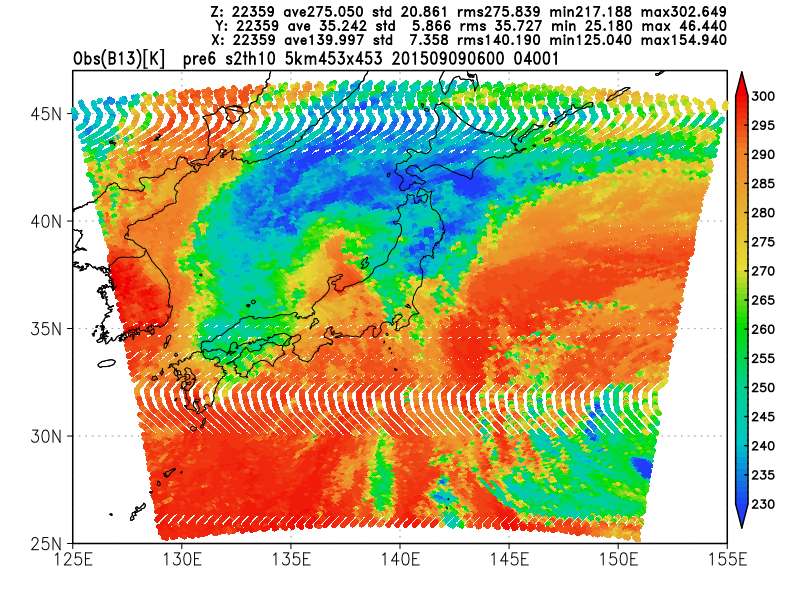 Z: 22359 ave275.050 std 20.861 rms275.839 min217.188 max302.649
Y: 22359 ave 35.242 std 5.866 rms 35.727 min 25.180 max 46.440
X: 22359 ave139.997 std 7.358 rms140.190 min125.040 max154.940
Obs(B13)[K] pre6 s2th10 5km453x453 201509090600 04001
45N
40N
35N
30N
25N
125E 130E 135E 140E 145E 150E 155E
300
295
290
285
280
275
270
265
260
255
250
245
240
235
230